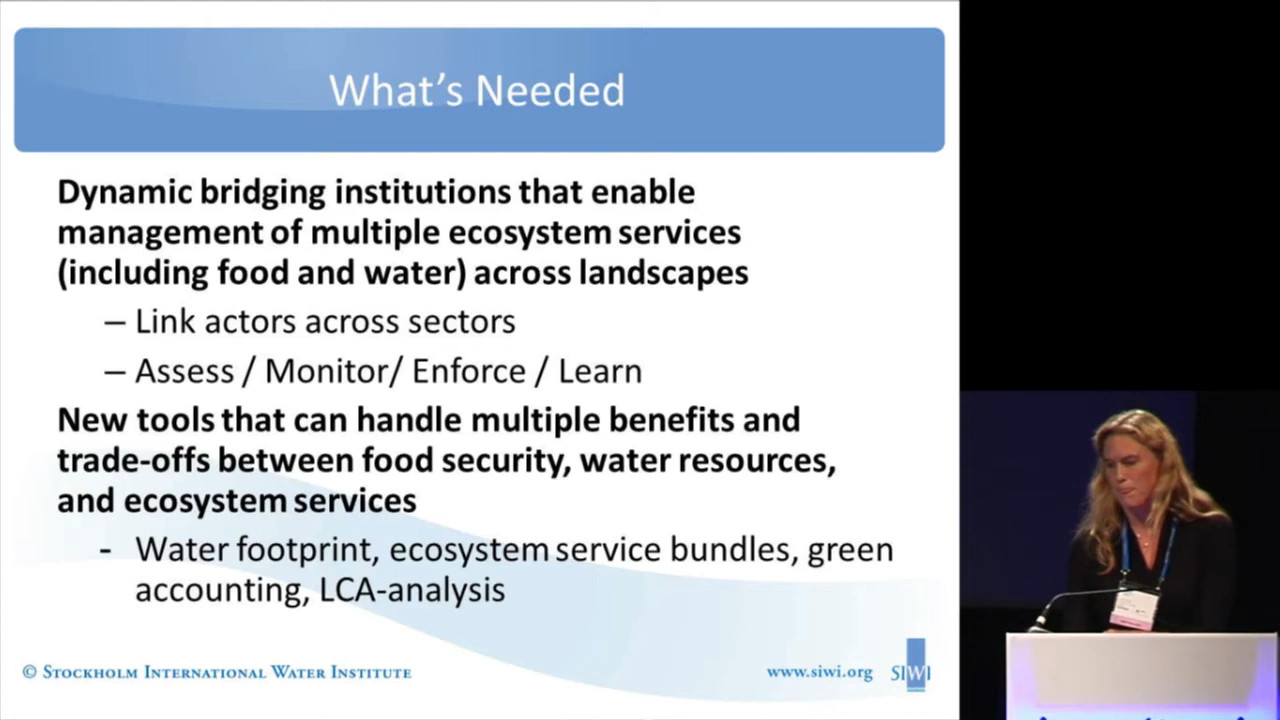 What's Needed
Dynamic bridging institutions that enable
management of multiple ecosystem services
(including food and water) across landscapes
– Link actors across sectors
– Assess / Monitor/ Enforce / Learn
New tools that can handle multiple benefits and
trade-offs between food security, water resources,
and ecosystem services
- Water footprint, ecosystem service bundles, green
accounting, LCA-analysis
© STOCKHOLM INTERNATIONAL WATER INSTITUTE
www.siwi.org SIWI